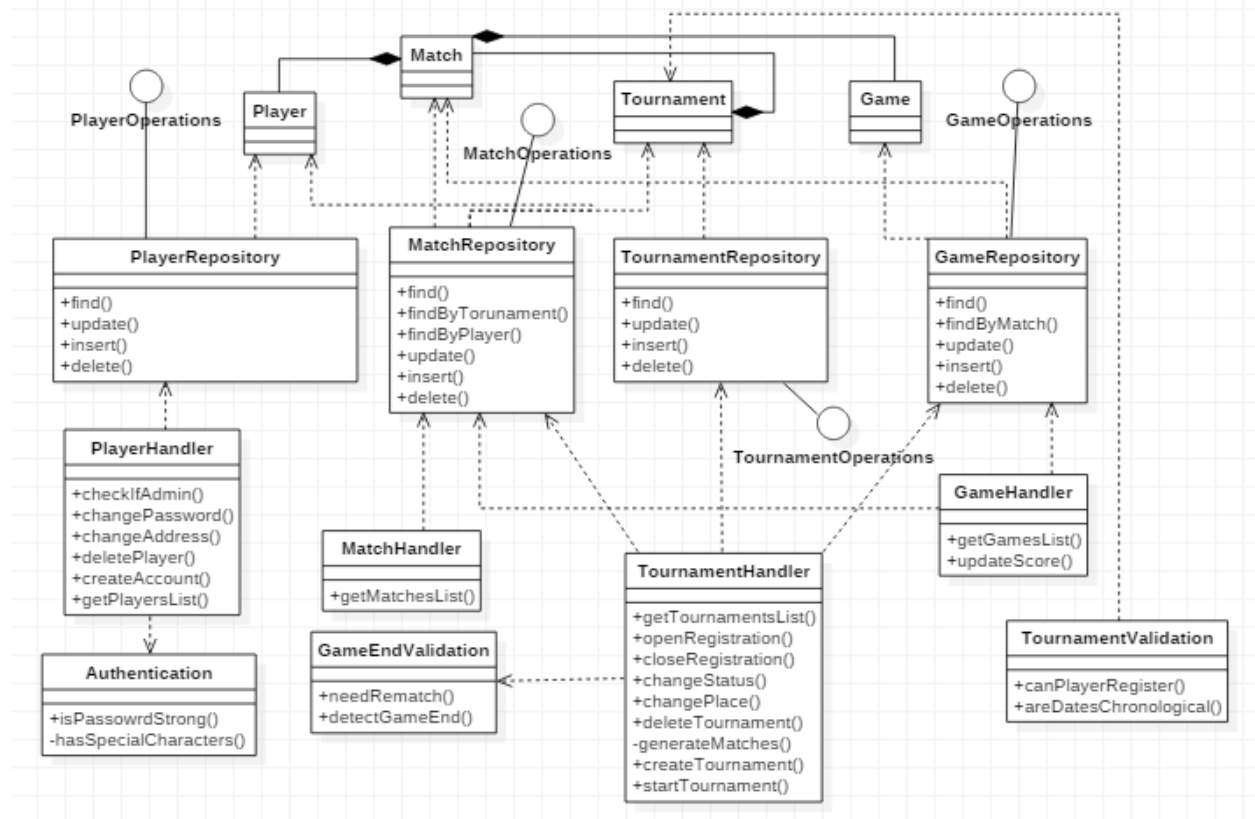 Match
Player
Tournament
Game
PlayerOperations
MatchOperations
GameOperations
PlayerRepository
+find()
+update()
+insert()
+delete()
MatchRepository
+find()
+findByTorunament()
+findByPlayer()
+update()
+insert()
+delete()
TournamentRepository
+find()
+update()
+insert()
+delete()
GameRepository
+find()
+findByMatch()
+update()
+insert()
+delete()
TournamentOperations
PlayerHandler
+checkIfAdmin()
+changePassword()
+changeAddress()
+deletePlayer()
+createAccount()
+getPlayersList()
MatchHandler
+getMatchesList()
TournamentHandler
+getTournamentsList()
+openRegistration()
+closeRegistration()
+changeStatus()
+changePlace()
+deleteTournament()
-generateMatches()
+createTournament()
+startTournament()
GameHandler
+getGamesList()
+updateScore()
Authentication
+isPassowrdStrong()
-hasSpecialCharacters()
GameEndValidation
+needRematch()
+detectGameEnd()
TournamentValidation
+canPlayerRegister()
+areDatesChronological()